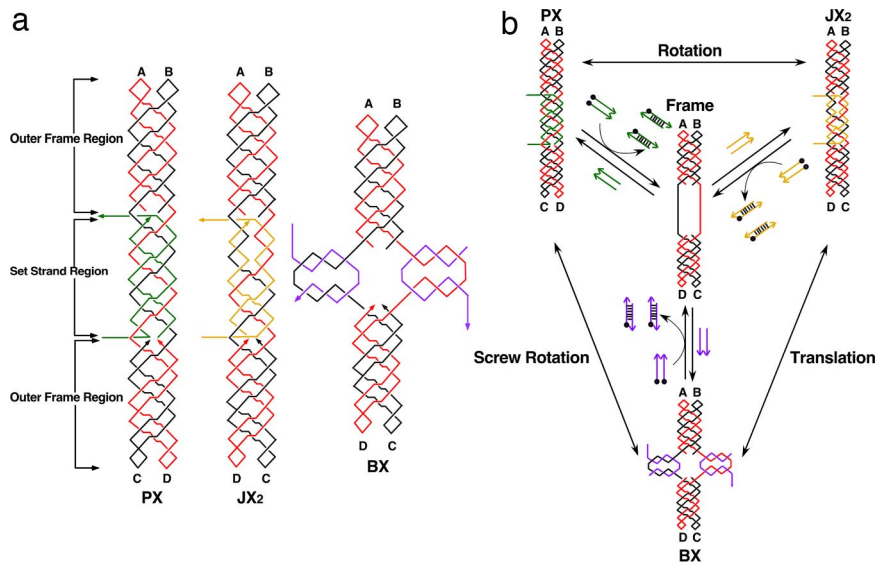 a
A B
A B
Outer Frame Region
A B
Set Strand Region
Outer Frame Region
D C
C D
D C
PX
JX2
BX
b
PX
A B
JX2
A B
Rotation
Frame
A B
C D
D C
D C
Screw Rotation
Translation
A B
D C
BX